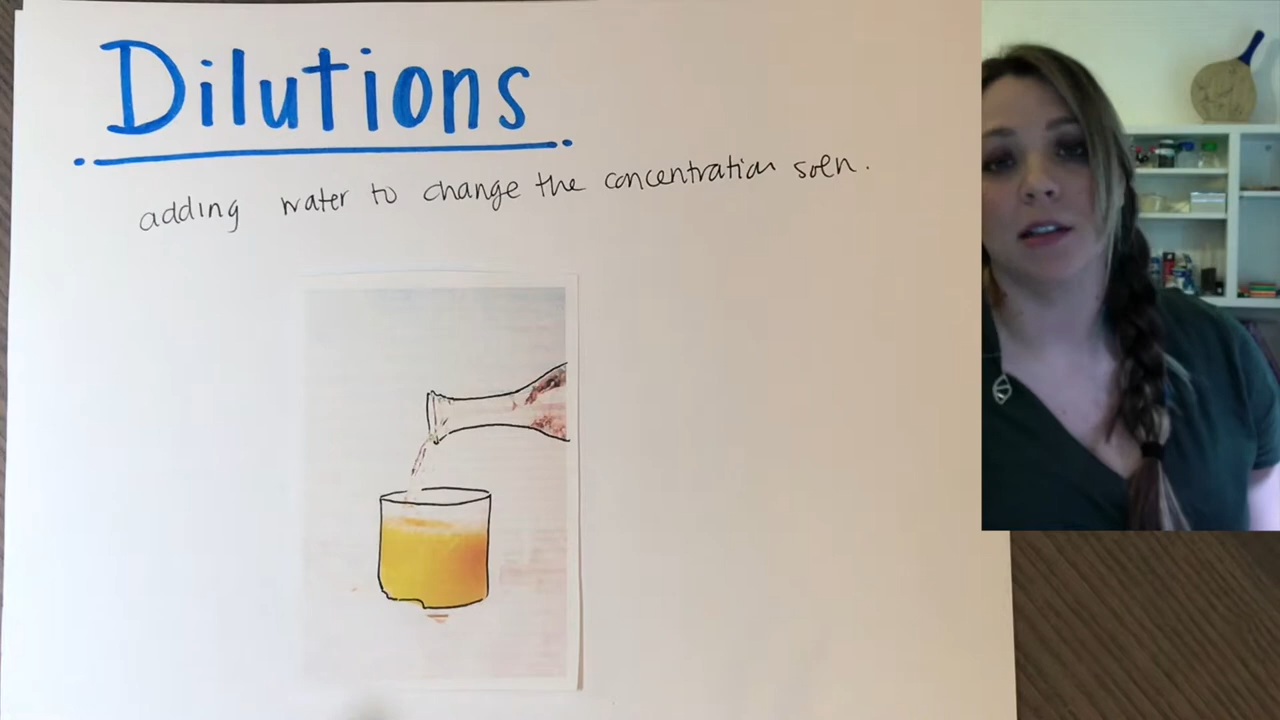 Dilutions
adding water to change the concentration soln.